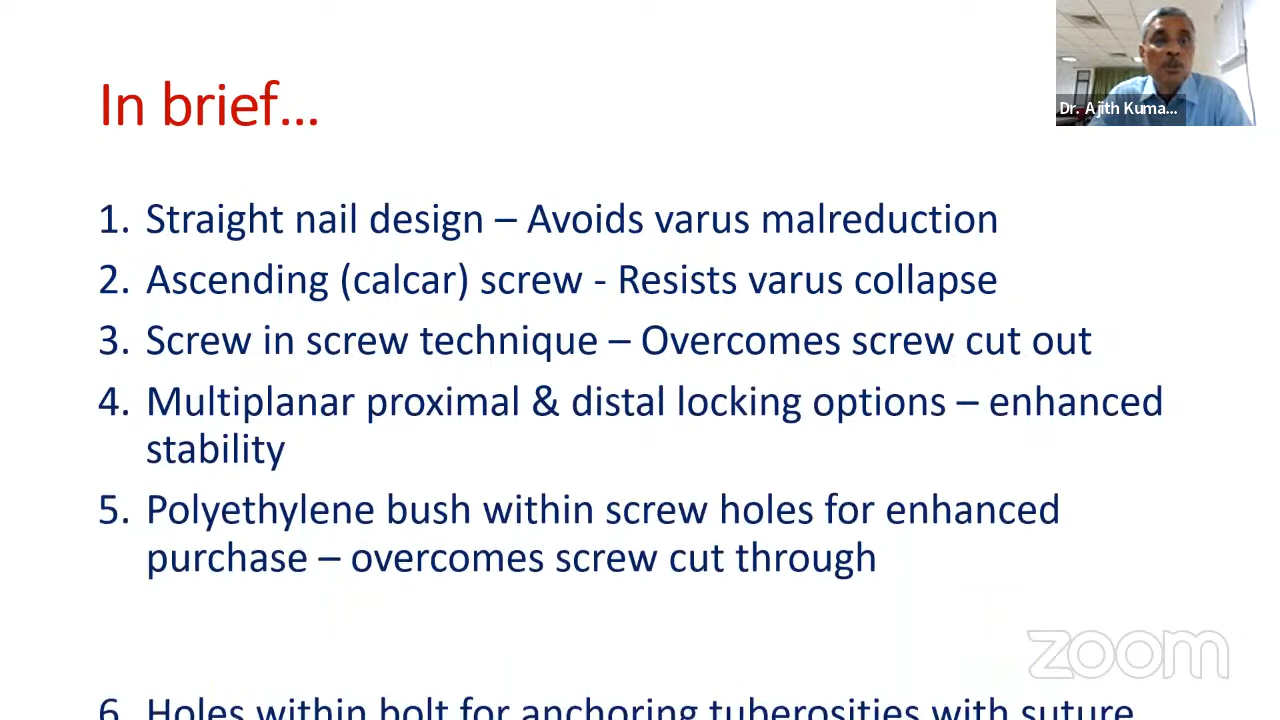 In brief...
Dr. Ajith Kuma...
1. Straight nail design – Avoids varus malreduction
2. Ascending (calcar) screw - Resists varus collapse
3. Screw in screw technique – Overcomes screw cut out
4. Multiplanar proximal & distal locking options – enhanced
stability
5. Polyethylene bush within screw holes for enhanced
purchase – overcomes screw cut through
zoom
6. Holes within bolt for anchoring tuberosities with suture